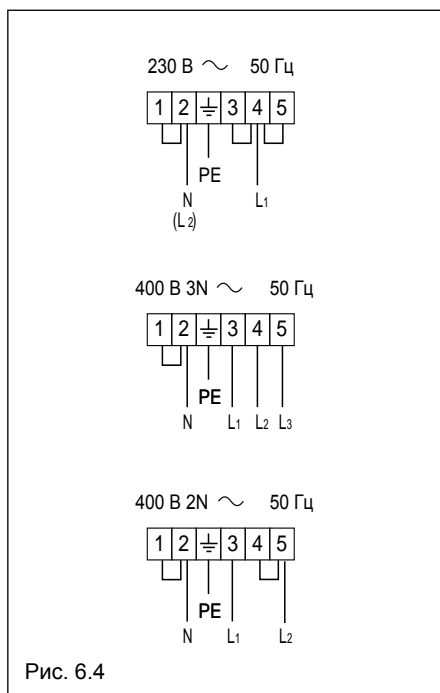 230 В ~ 50 Гц
1 2 ⏚ 3 4 5
PE
N L1
(L2)
400 В 3N ~ 50 Гц
1 2 ⏚ 3 4 5
PE
N L1 L2 L3
400 В 2N ~ 50 Гц
1 2 ⏚ 3 4 5
PE
N L1 L2
Рис. 6.4